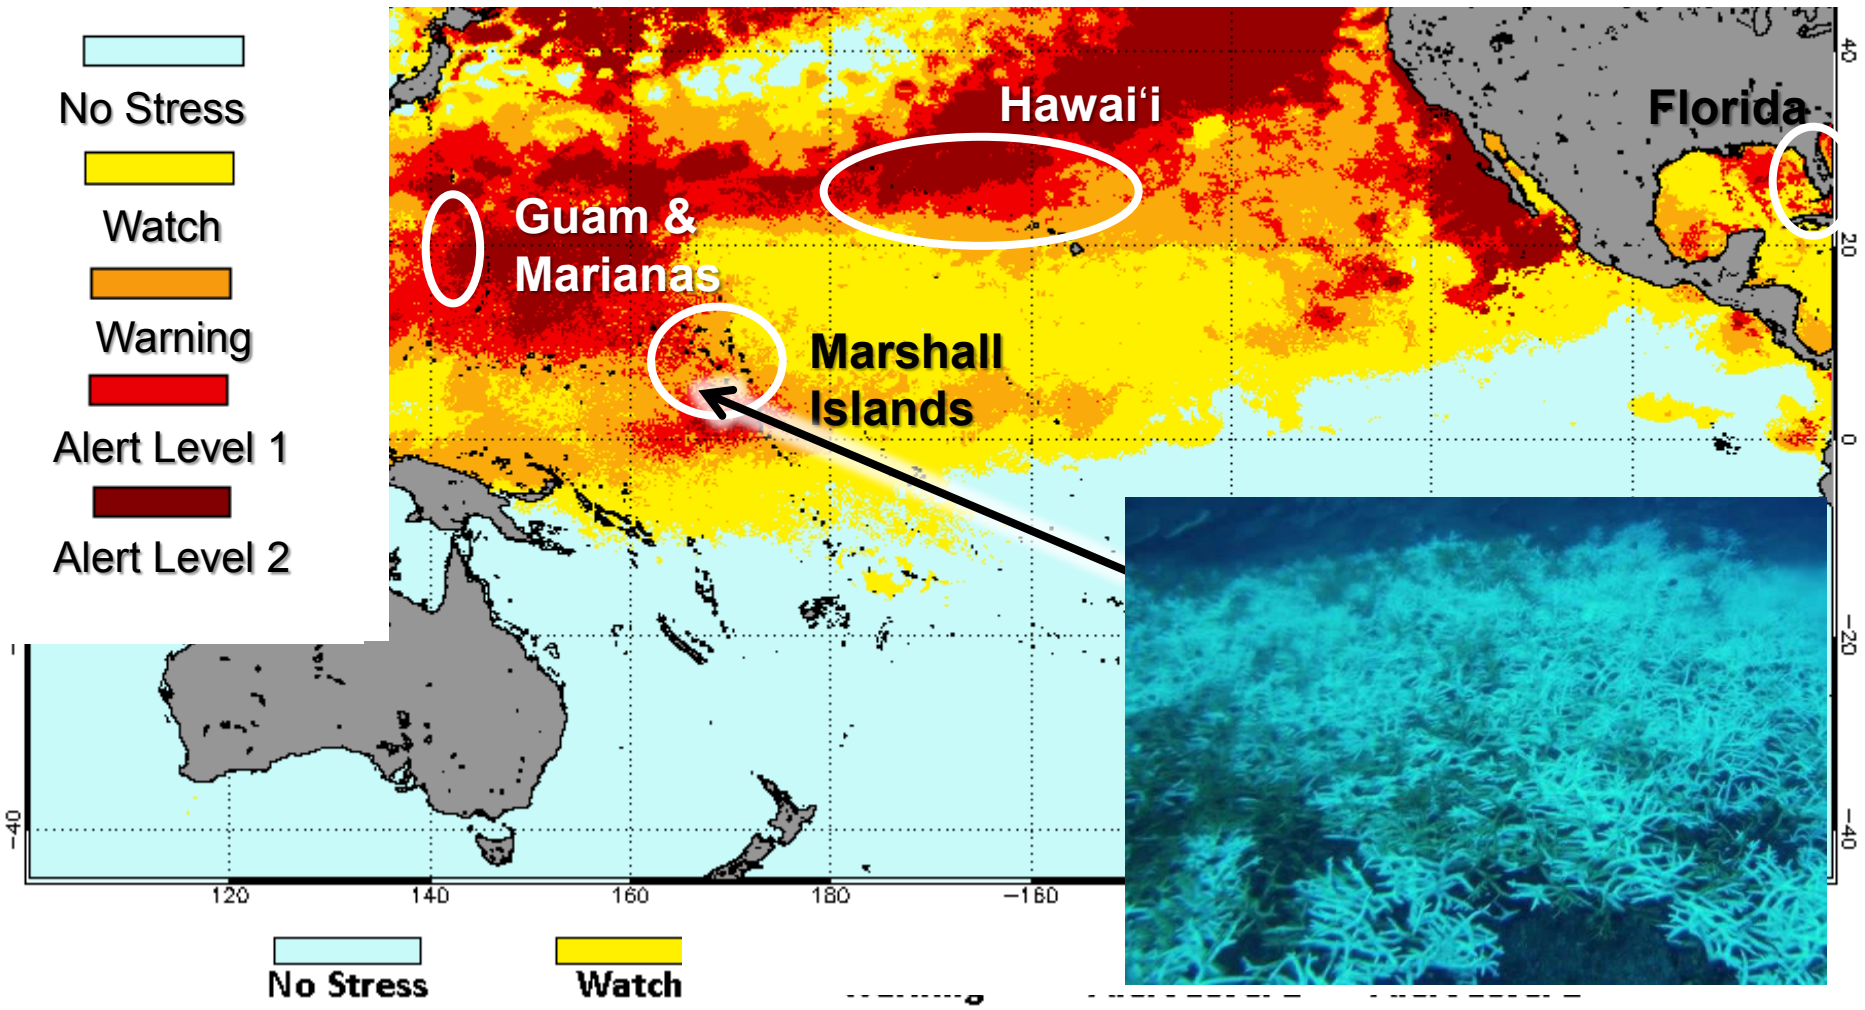 No Stress
Watch
Warning
Alert Level 1
Alert Level 2
Hawaiʻi
Florida
Guam &
Marianas
Marshall
Islands
40
20
0
-20
-40
-40
120
140
160
180
-160
No Stress
Watch